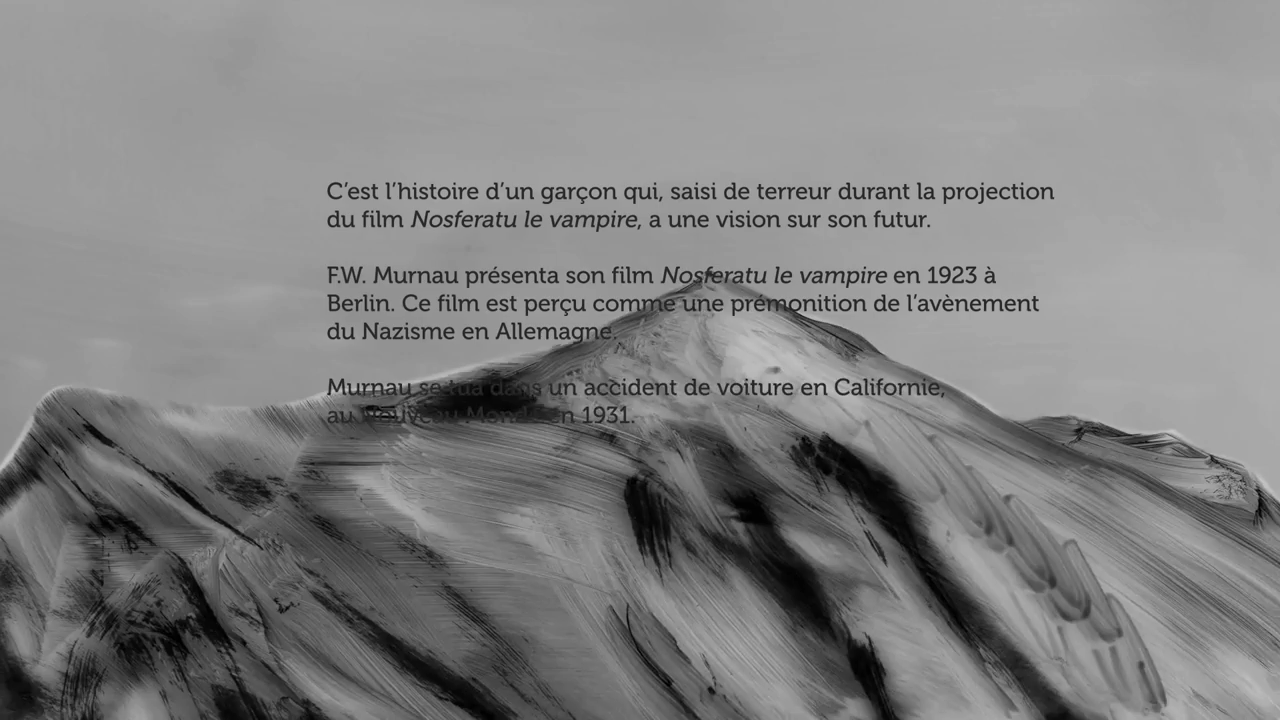 C’est l’histoire d’un garçon qui, saisi de terreur durant la projection
du film Nosferatu le vampire, a une vision sur son futur.
F.W. Murnau présenta son film Nosferatu le vampire en 1923 à
Berlin. Ce film est perçu comme une prémonition de l’avènement
du Nazisme en Allemagne.
Murnau se tua dans un accident de voiture en Californie,
au Nouveau Monde en 1931.